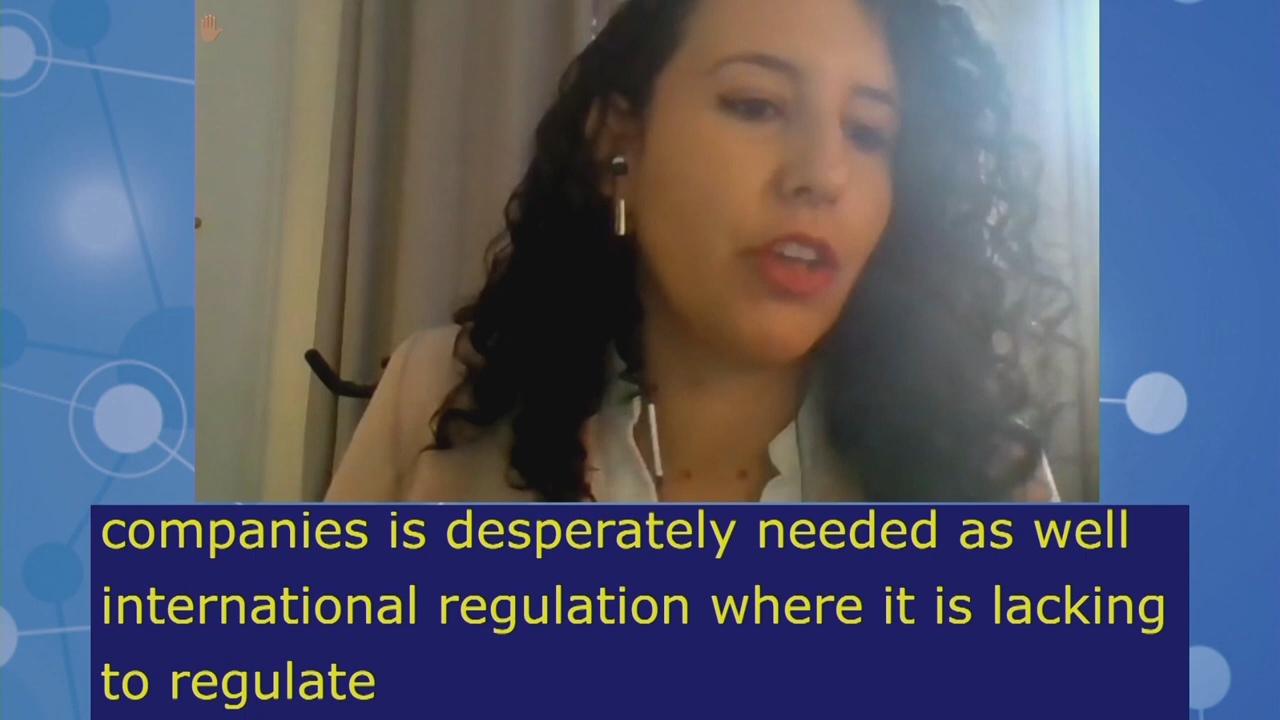 companies is desperately needed as well
international regulation where it is lacking
to regulate